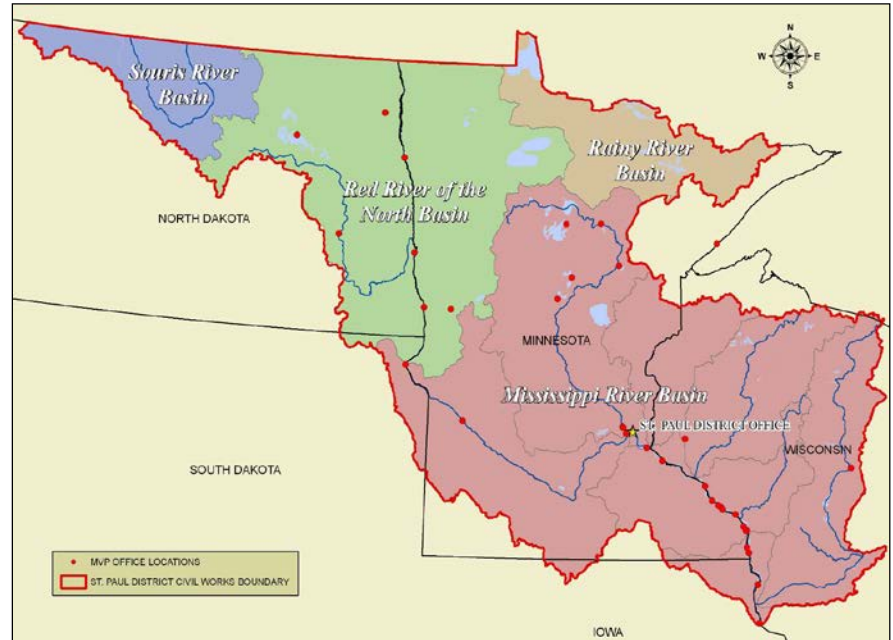 N
W E
S
Souris River
Basin
Rainy River
Basin
Red River of the
North Basin
NORTH DAKOTA
MINNESOTA
Mississippi River Basin
ST. PAUL DISTRICT OFFICE
WISCONSIN
SOUTH DAKOTA
MVP OFFICE LOCATIONS
ST. PAUL DISTRICT CIVIL WORKS BOUNDARY
IOWA